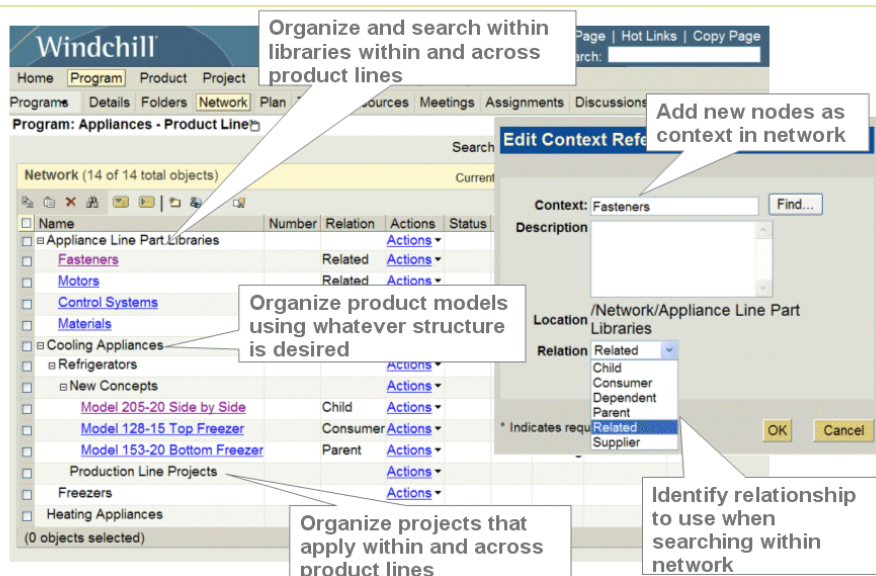 Windchill
Page | Hot Links | Copy Page
Organize and search within
libraries within and across
product lines
Home Program Product Project
Programs Details Folders Network Plan Meetings Assignments Discussions
Program: Appliances - Product Line
Search
Network (14 of 14 total objects)
Current
Name Number Relation Actions Status
Appliance Line Part Libraries Actions
Fasteners Related Actions
Motors Related Actions
Control Systems
Materials
Cooling Appliances
Refrigerators Actions
New Concepts Actions
Model 205-20 Side by Side Child Actions
Model 128-15 Top Freezer Consumer Actions
Model 153-20 Bottom Freezer Parent Actions
Production Line Projects Actions
Freezers Actions
Heating Appliances
(0 objects selected)
Organize product models
using whatever structure
is desired
Organize projects that
apply within and across
product lines
Add new nodes as
context in network
Edit Context
Context: Fasteners Find...
Description
Location /Network/Appliance Line Part
Libraries
Relation Related
Child
Consumer
Dependent
Parent
Related
Supplier
* Indicates
OK Cancel
Identify relationship
to use when
searching within
network